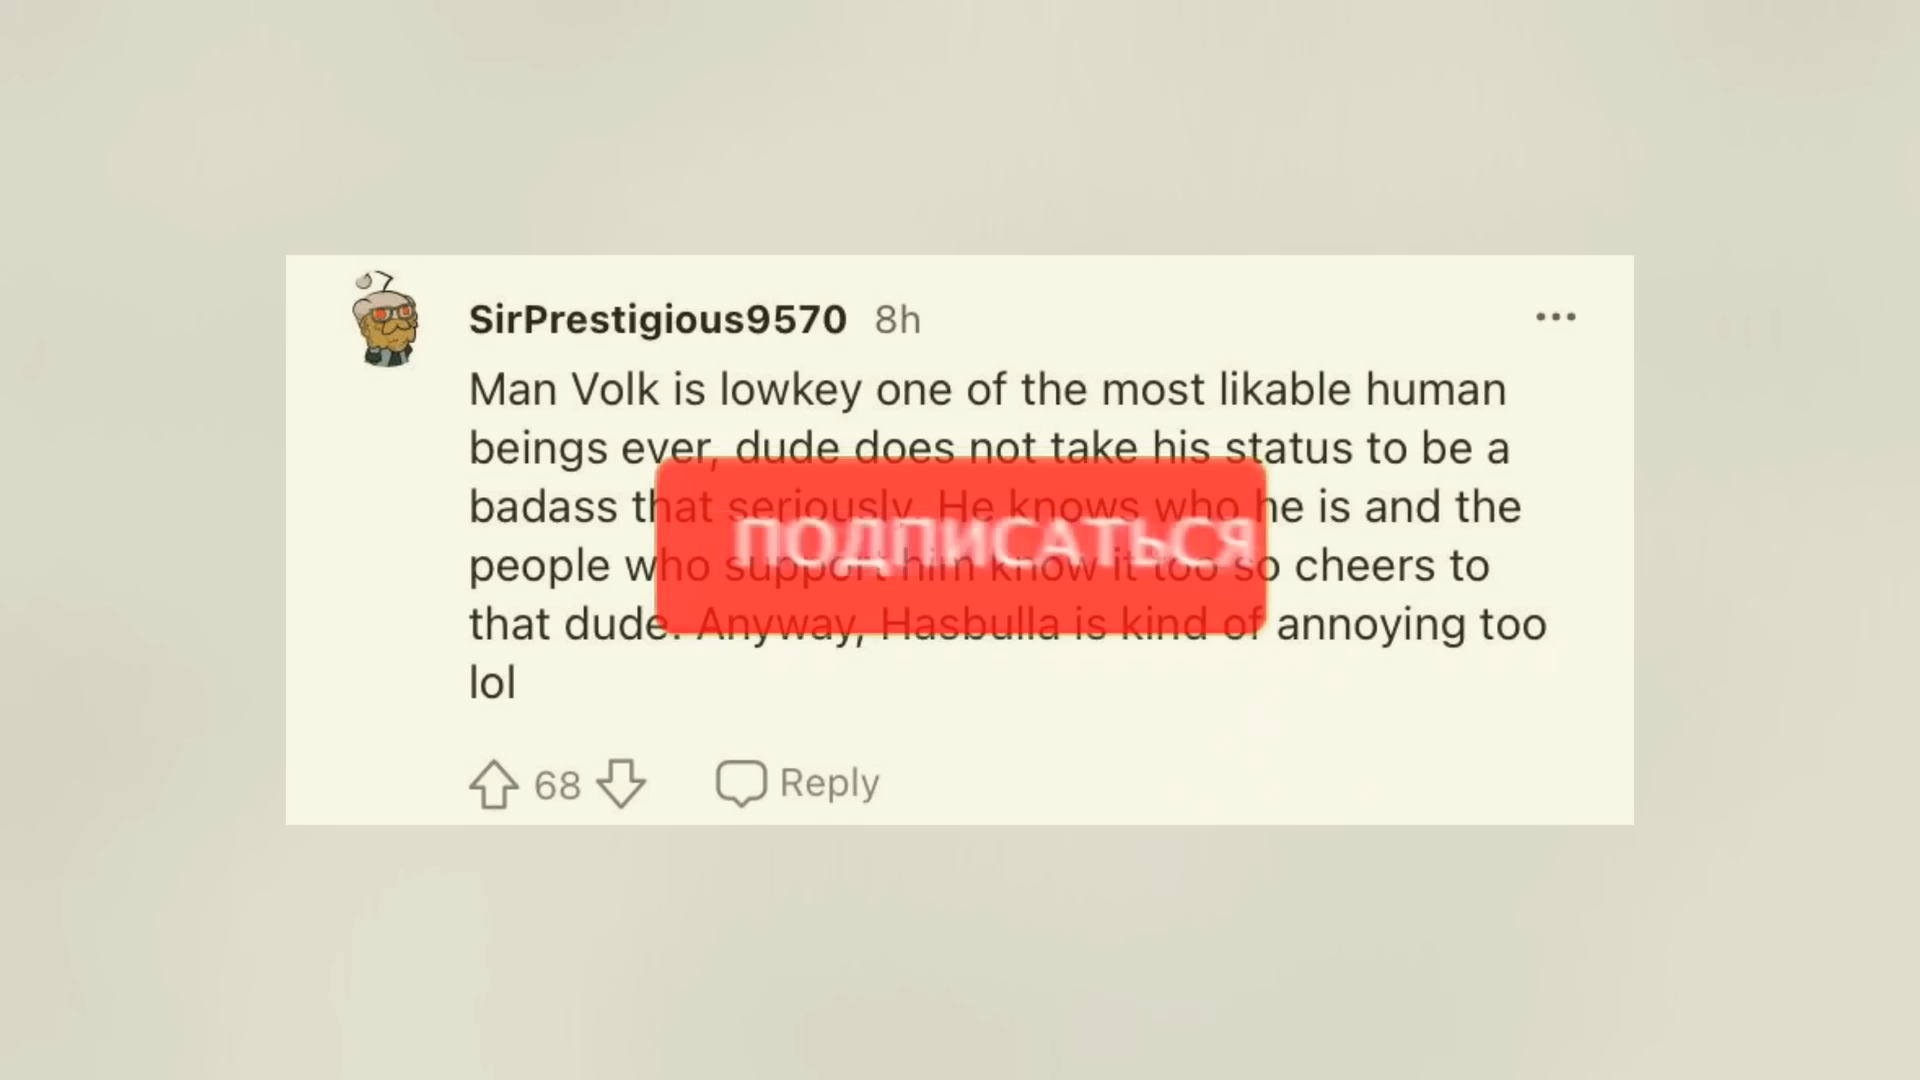 SirPrestigious9570 8h
Man Volk is lowkey one of the most likable human
beings ever, dude does not take his status to be a
badass that seriously. He knows who he is and the
people who support him know it too so cheers to
that dude. Anyway, Hasbulla is kind of annoying too
lol
ПОДПИСАТЬСЯ
68 Reply